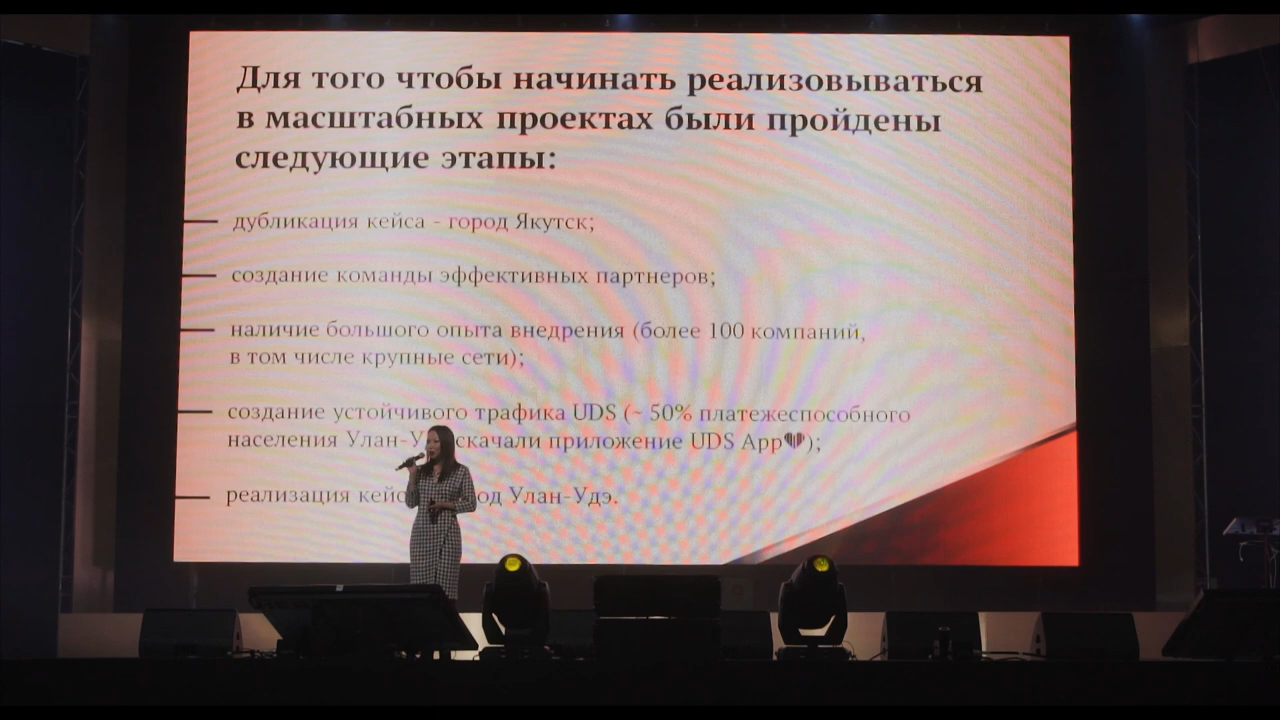 Для того чтобы начинать реализовываться
в масштабных проектах были пройдены
следующие этапы:
дубликация кейса - город Якутск;
создание команды эффективных партнеров;
наличие большого опыта внедрения (более 100 компаний,
в том числе крупные сети);
создание устойчивого трафика UDS (~ 50% платежеспособного
населения Улан-У скачали приложение UDS App🖤);
реализация Улан-Удэ.